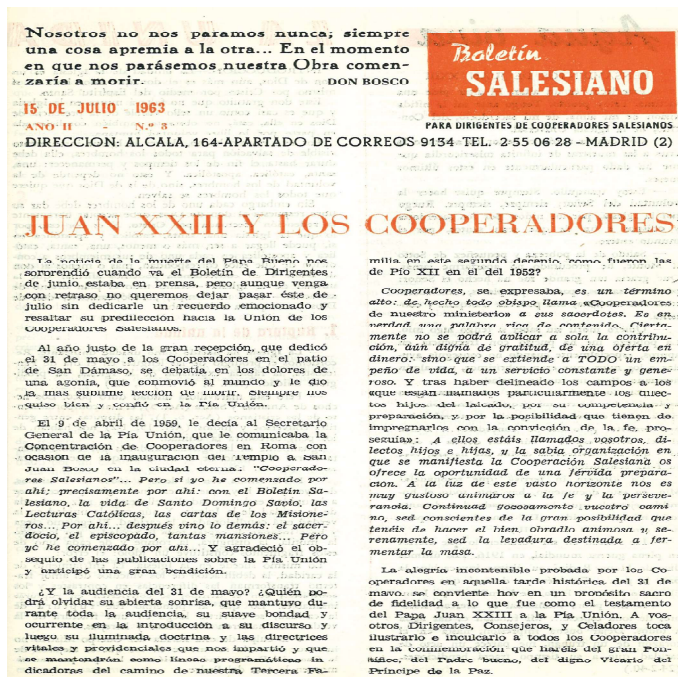 Nosotros no nos paramos nunca; siempre
una cosa apremia a la otra... En el momento
en que nos parásemos nuestra Obra comen-
zaría a morir.
DON BOSCO
Boletín
SALESIANO
15 DE JULIO 1963
AÑO II - N.º 3
PARA DIRIGENTES DE COOPERADORES SALESIANOS
DIRECCION: ALCALA, 164-APARTADO DE CORREOS 9134 TEL. 2 55 06 28 - MADRID (2)
JUAN XXIII Y LOS COOPERADORES
La noticia de la muerte del Papa Bueno nos
sorprendió cuando ya el Boletín de Dirigentes
de junio estaba en prensa, pero aunque venga
con retraso no queremos dejar pasar éste de
julio sin dedicarle un recuerdo emocionado y
resaltar su predilección hacia la Unión de los
Cooperadores Salesianos.
Al año justo de la gran recepción, que dedicó
el 31 de mayo a los Cooperadores en el patio
de San Dámaso, se debatía en los dolores de
una agonía, que conmovió al mundo y le dio
la más sublime lección de morir. Siempre nos
quiso bien y confió en la Pía Unión.
El 9 de abril de 1959, le decía al Secretario
General de la Pía Unión, que le comunicaba la
Concentración de Cooperadores en Roma con
ocasión de la inauguración del Templo a San
Juan Bosco en la ciudad eterna: "Cooperado-
res Salesianos"... Pero si yo he comenzado por
ahí; precisamente por ahí: con el Boletín Sa-
lesiano, la vida de Santo Domingo Savio, las
Lecturas Católicas, las cartas de los Misione-
ros... Por ahí... después vino lo demás: el sacer-
docio, el episcopado, tantas mansiones... Pero
yo he comenzado por ahí... Y agradeció el ob-
sequio de las publicaciones sobre la Pía Unión
y anticipó una gran bendición.
¿Y la audiencia del 31 de mayo? ¿Quién po-
drá olvidar su abierta sonrisa, que mantuvo du-
rante toda la audiencia, su suave bondad y
ocurrente en la introducción a su discurso y
luego su iluminada doctrina y las directrices
vitales y providenciales que nos impartió y que
se mantendrán como líneas programáticas in
dicadoras del camino de nuestra Tercera Fa-
milia en este segundo decenio, como fueron las
de Pío XII en el del 1952?
Cooperadores, se expresaba, es un término
alto: de hecho todo obispo llama «Cooperadores
de nuestro ministerio» a sus sacerdotes. Es en
verdad una palabra rica de contenido. Cierta-
mente no se podrá aplicar a sola la contribu-
ción, aún digna de gratitud, de una oferta en
dinero: sino que se extiende a TODO un em-
peño de vida, a un servicio constante y gene-
roso. Y tras haber delineado los campos a los
que están llamados particularmente los direc-
tos hijos del laicado, por su competencia y
preparación, y por la posibilidad que tienen de
impregnarlos con la convicción de la fe, pro-
seguía: A ellos estáis llamados vosotros, di-
lectos hijos e hijas, y la sabia organización en
que se manifiesta la Cooperación Salesiana os
ofrece la oportunidad de una férvida prepara-
ción. A la luz de este vasto horizonte nos es
muy gustoso animaros a la fe y la perseve-
rancia. Continuad gozosamente vuestro cami
no, sed conscientes de la gran posibilidad que
tenéis de hacer el bien, obradlo animosa y se-
renamente, sed la levadura destinada a fer-
mentar la masa.
La alegría incontenible probada por los Co-
operadores en aquella tarde histórica del 31 de
mayo, se convierte hoy en un propósito sacro
de fidelidad a lo que fue como el testamento
del Papa Juan XXIII a la Pía Unión. A vos-
otros, Dirigentes, Consejeros y Celadores toca
ilustrarlo e inculcarlo a todos los Cooperadores
en la conmemoración que haréis del gran Pon-
tífice, del Padre bueno, del digno Vicario del
Príncipe de la Paz.